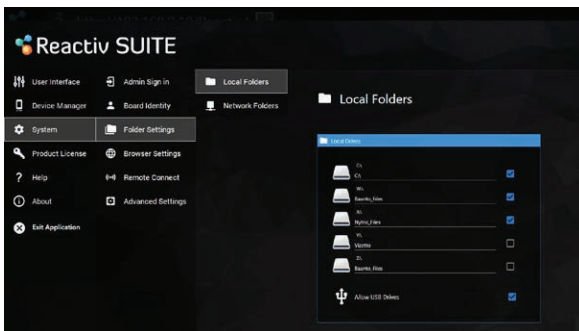 Reactiv SUITE
User Interface
Device Manager
System
Product License
Help
About
Exit Application
Admin Sign in
Board Identity
Folder Settings
Browser Settings
Remote Connect
Advanced Settings
Local Folders
Network Folders
Local Folders
Local Drives
C:\
C:\
W:\
X:\
Y:\
Z:\
Allow USB Drives